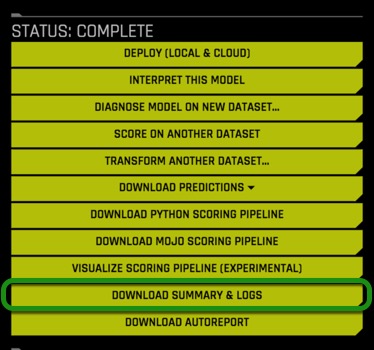 STATUS: COMPLETE
DEPLOY (LOCAL & CLOUD)
INTERPRET THIS MODEL
DIAGNOSE MODEL ON NEW DATASET...
SCORE ON ANOTHER DATASET
TRANSFORM ANOTHER DATASET...
DOWNLOAD PREDICTIONS
DOWNLOAD PYTHON SCORING PIPELINE
DOWNLOAD MOJO SCORING PIPELINE
VISUALIZE SCORING PIPELINE (EXPERIMENTAL)
DOWNLOAD SUMMARY & LOGS
DOWNLOAD AUTOREPORT